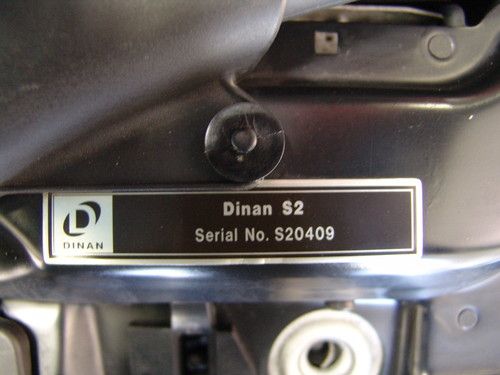 Dinan S2
DINAN
Serial No. S20409